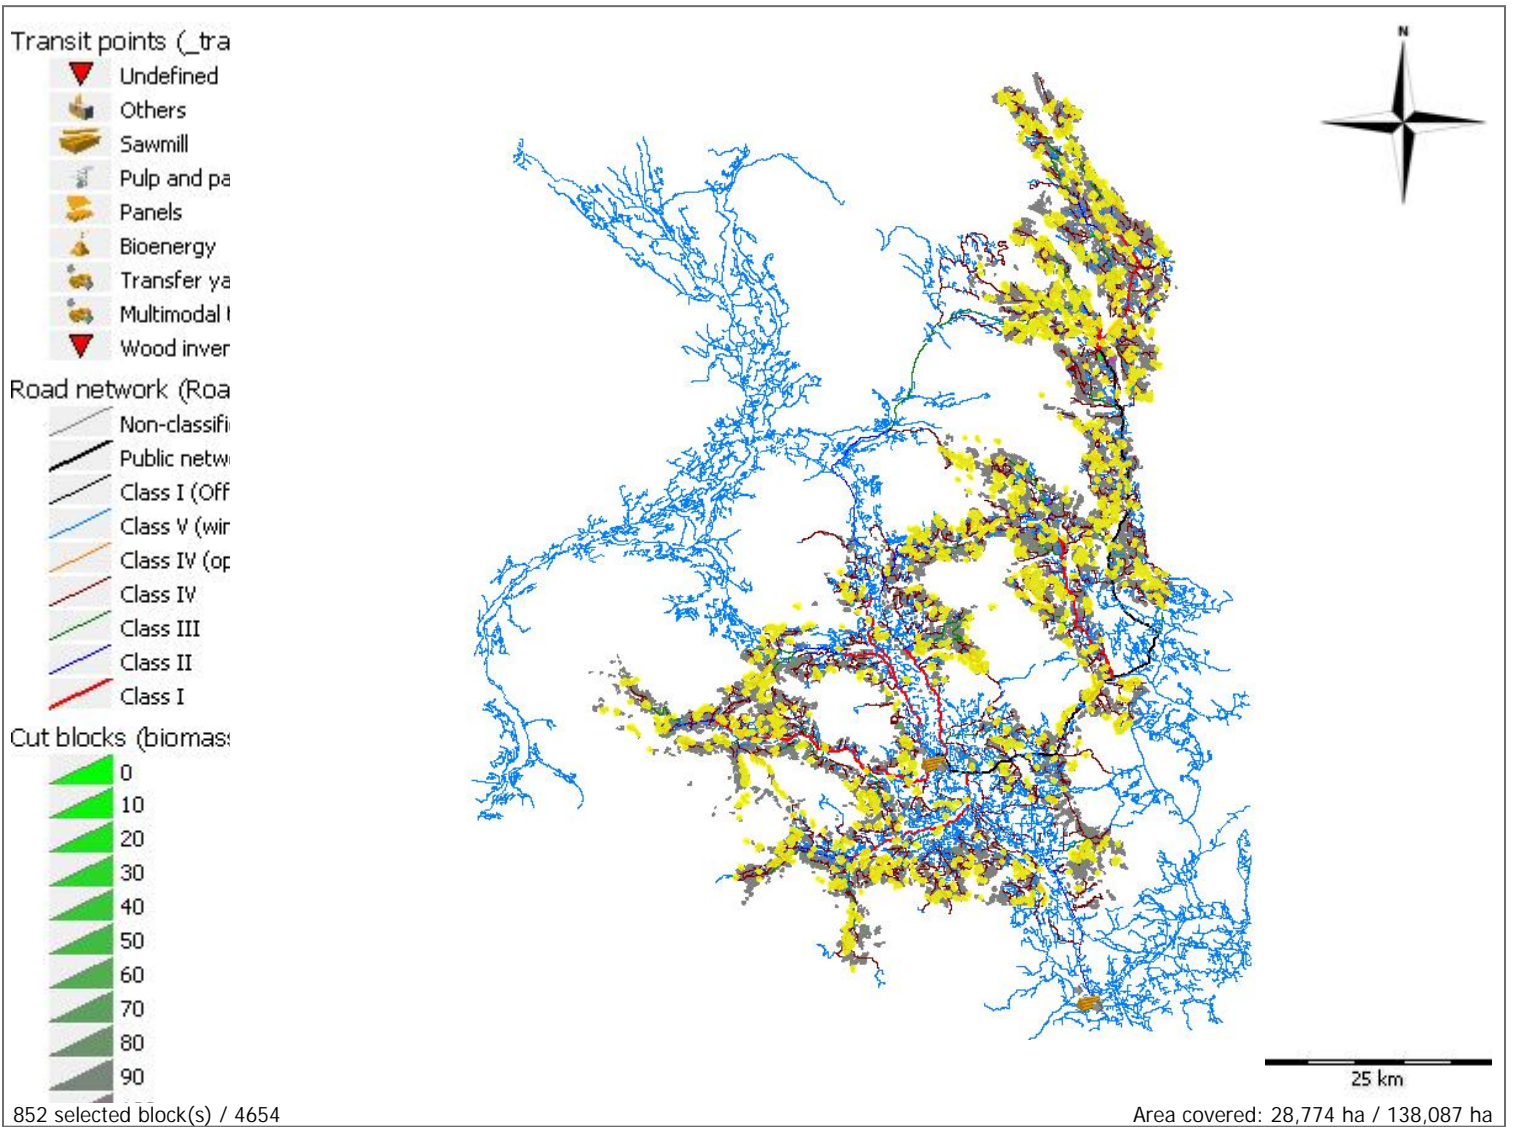 Transit points (_tra
Undefined
Others
Sawmill
Pulp and pa
Panels
Bioenergy
Transfer ya
Multimodal t
Wood inver
Road network (Roa
Non-classifi
Public netw
Class I (Off
Class V (wir
Class IV (op
Class IV
Class III
Class II
Class I
Cut blocks (biomass
0
10
20
30
40
50
60
70
80
90
852 selected block(s) / 4654
N
25 km
Area covered: 28,774 ha / 138,087 ha